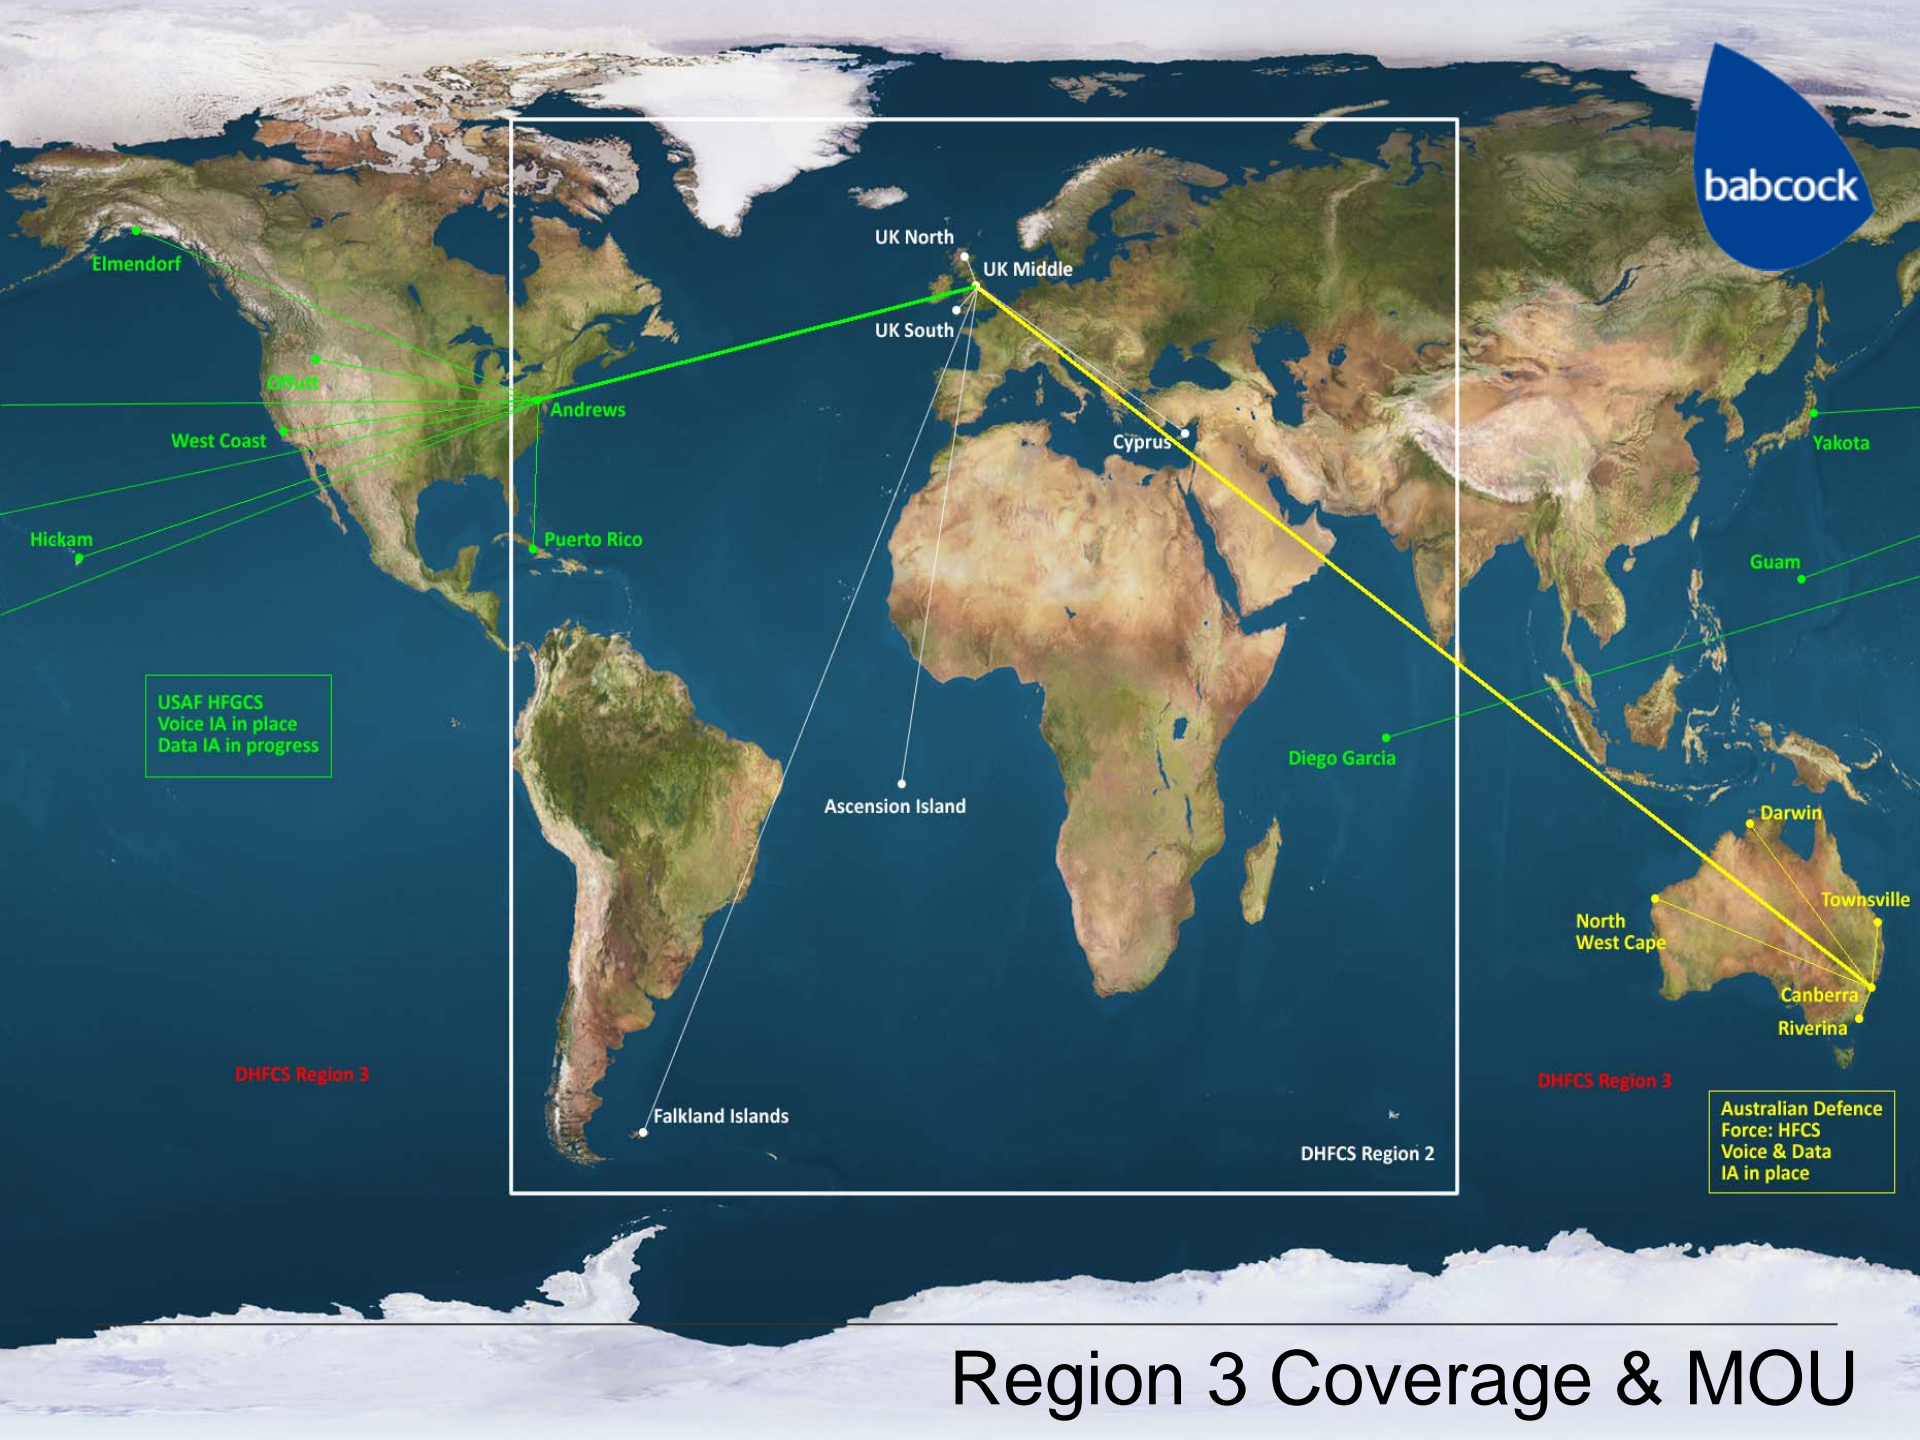 babcock
UK North
UK Middle
UK South
Elmendorf
Offutt
Andrews
West Coast
Cyprus
Yakota
Hickam
Puerto Rico
Guam
USAF HFGCS
Voice IA in place
Data IA in progress
Diego Garcia
Ascension Island
Darwin
Townsville
North
West Cape
Canberra
Riverina
DHFCS Region 3
DHFCS Region 3
Falkland Islands
DHFCS Region 2
Australian Defence
Force: HFCS
Voice & Data
IA in place
Region 3 Coverage & MOU